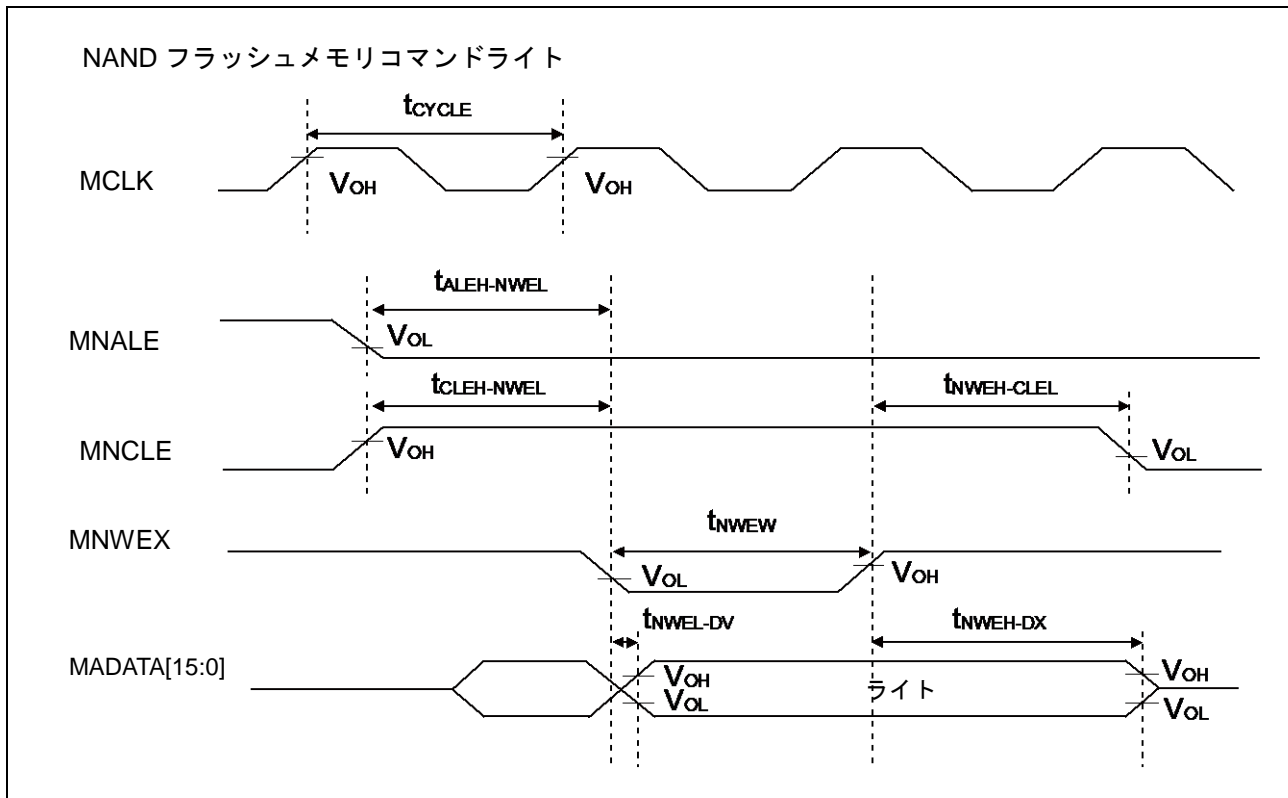 NAND フラッシュメモリコマンドライト
tCYCLE
MCLK
VOH
VOH
tALEH-NWEL
MNALE
VOL
tCLEH-NWEL
tNWEH-CLEL
MNCLE
VOH
VOL
tNWEW
MNWEX
VOL
VOH
tNWEL-DV
tNWEH-DX
MADATA[15:0]
VOH
VOL
ライト
VOH
VOL